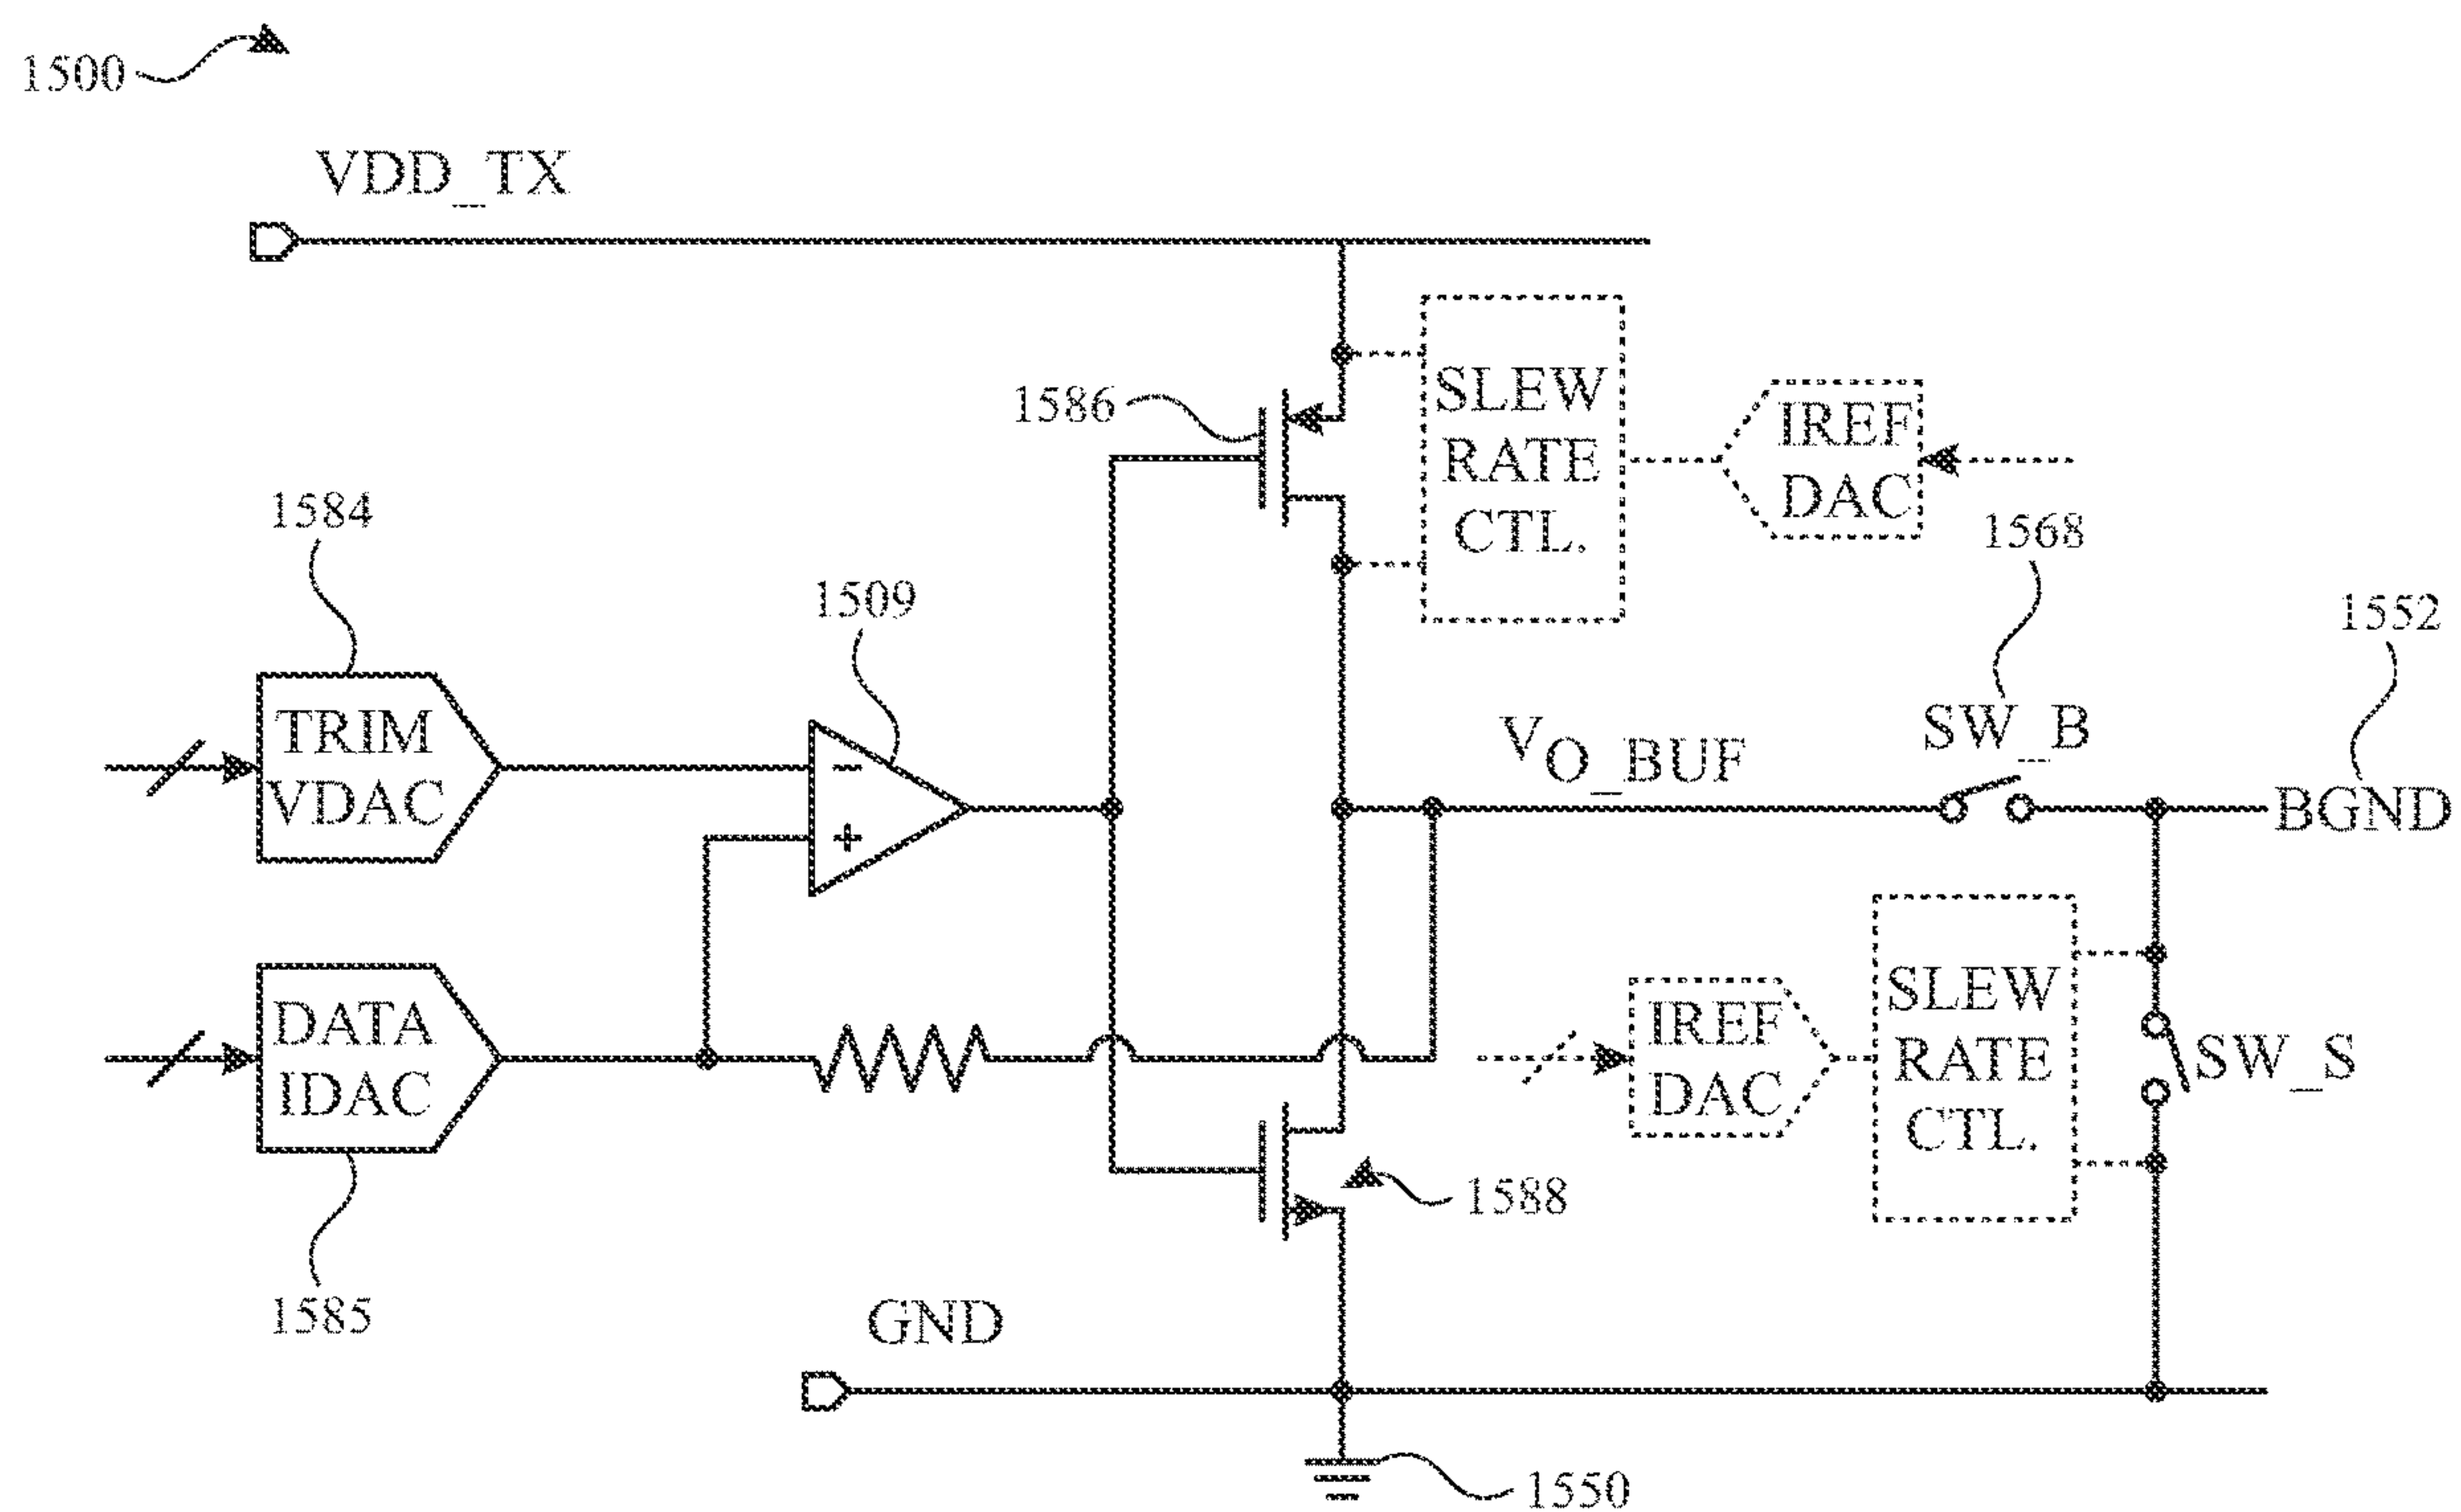 1500
VDD_TX
1586
SLEW
RATE
CTL.
IREF
DAC
1584
1568
1509
1552
TRIM
VDAC
-
+
VO_BUF
SW_B
BGND
DATA
IDAC
IREF
DAC
SLEW
RATE
CTL.
SW_S
1588
1585
GND
1550